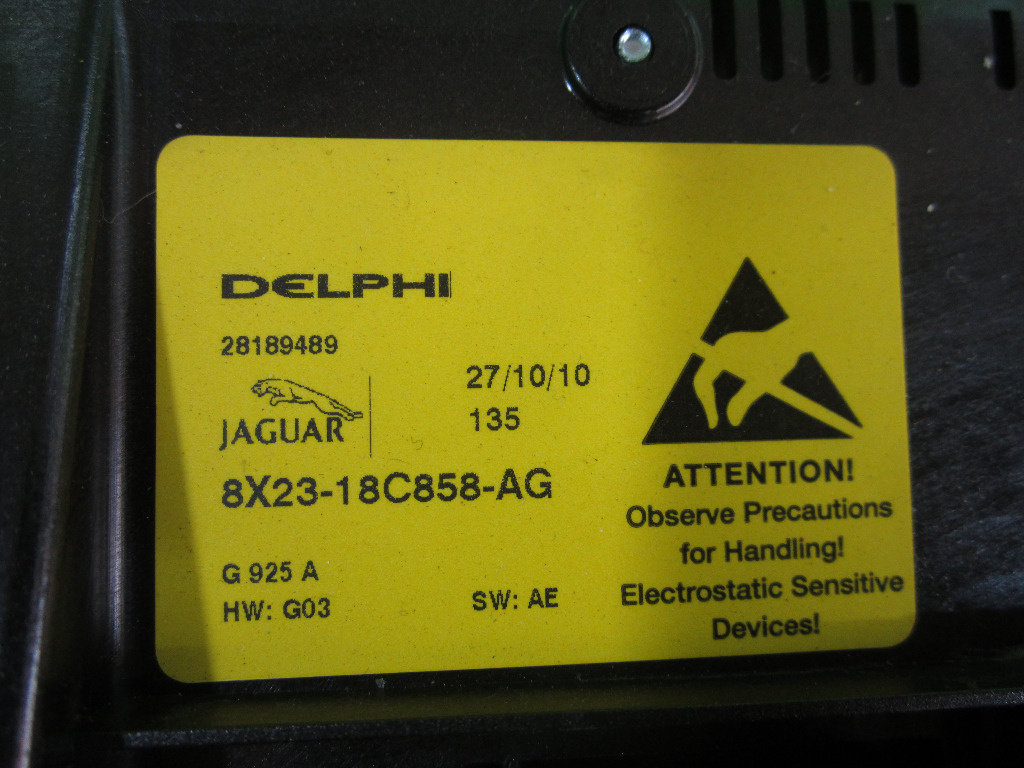 DELPHI
28189489
27/10/10
JAGUAR
135
8X23-18C858-AG
G 925 A
HW: G03
SW: AE
ATTENTION!
Observe Precautions
for Handling!
Electrostatic Sensitive
Devices!